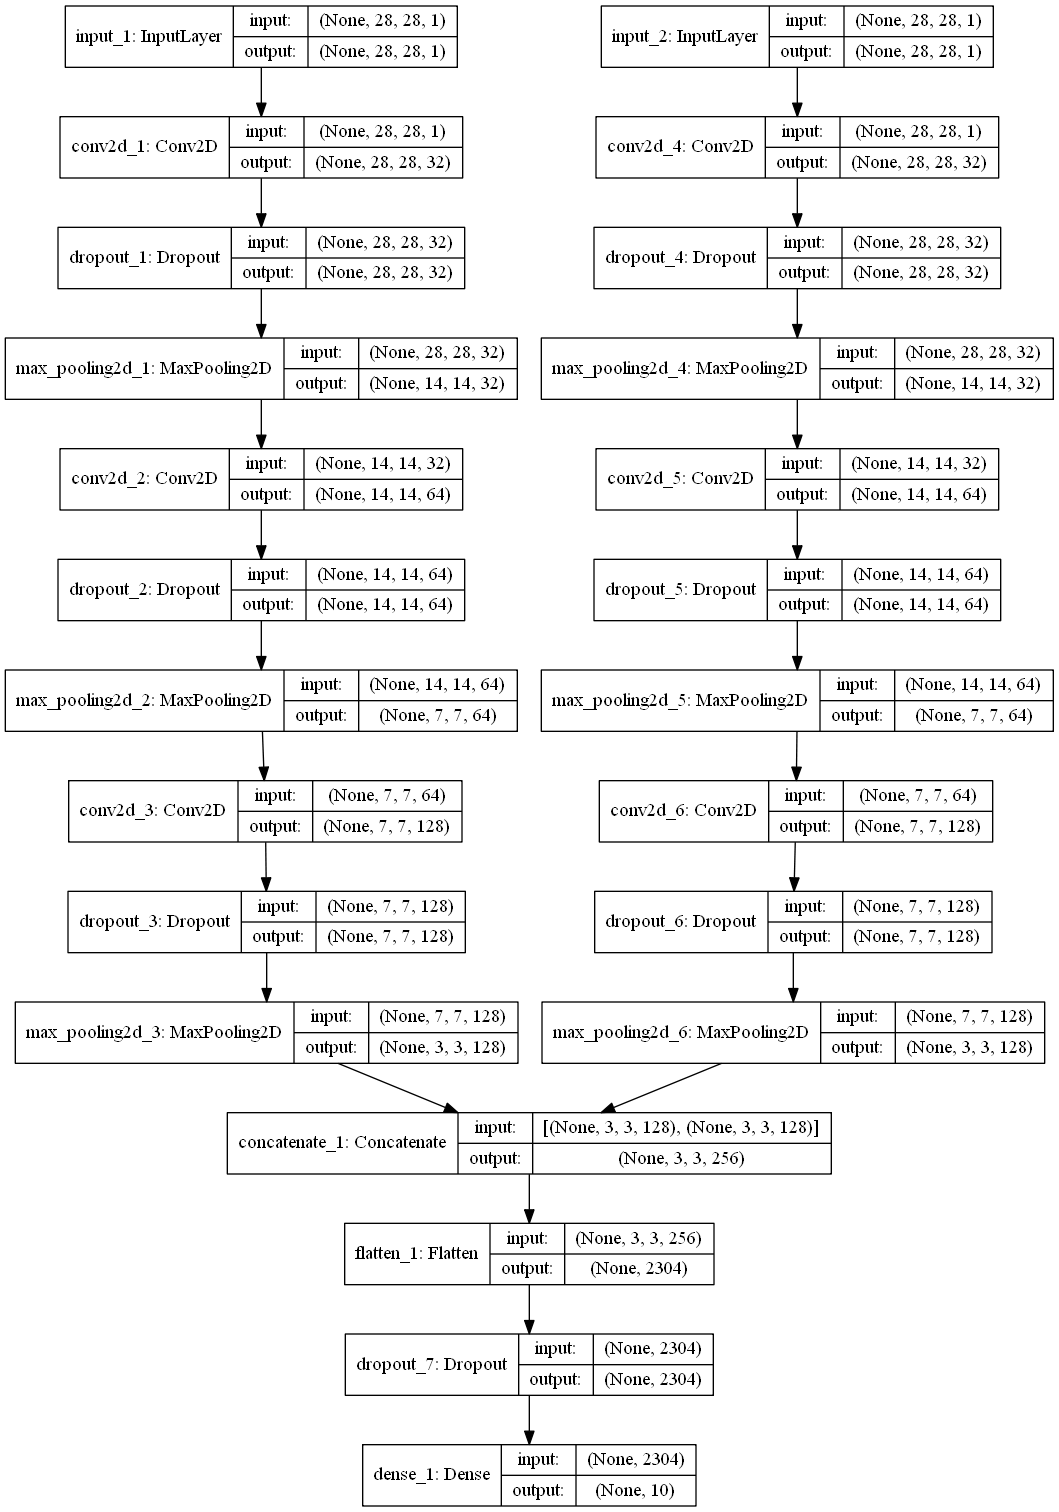 input_1: InputLayer
input: (None, 28, 28, 1)
output: (None, 28, 28, 1)
input_2: InputLayer
input: (None, 28, 28, 1)
output: (None, 28, 28, 1)
conv2d_1: Conv2D
input: (None, 28, 28, 1)
output: (None, 28, 28, 32)
conv2d_4: Conv2D
input: (None, 28, 28, 1)
output: (None, 28, 28, 32)
dropout_1: Dropout
input: (None, 28, 28, 32)
output: (None, 28, 28, 32)
dropout_4: Dropout
input: (None, 28, 28, 32)
output: (None, 28, 28, 32)
max_pooling2d_1: MaxPooling2D
input: (None, 28, 28, 32)
output: (None, 14, 14, 32)
max_pooling2d_4: MaxPooling2D
input: (None, 28, 28, 32)
output: (None, 14, 14, 32)
conv2d_2: Conv2D
input: (None, 14, 14, 32)
output: (None, 14, 14, 64)
conv2d_5: Conv2D
input: (None, 14, 14, 32)
output: (None, 14, 14, 64)
dropout_2: Dropout
input: (None, 14, 14, 64)
output: (None, 14, 14, 64)
dropout_5: Dropout
input: (None, 14, 14, 64)
output: (None, 14, 14, 64)
max_pooling2d_2: MaxPooling2D
input: (None, 14, 14, 64)
output: (None, 7, 7, 64)
max_pooling2d_5: MaxPooling2D
input: (None, 14, 14, 64)
output: (None, 7, 7, 64)
conv2d_3: Conv2D
input: (None, 7, 7, 64)
output: (None, 7, 7, 128)
conv2d_6: Conv2D
input: (None, 7, 7, 64)
output: (None, 7, 7, 128)
dropout_3: Dropout
input: (None, 7, 7, 128)
output: (None, 7, 7, 128)
dropout_6: Dropout
input: (None, 7, 7, 128)
output: (None, 7, 7, 128)
max_pooling2d_3: MaxPooling2D
input: (None, 7, 7, 128)
output: (None, 3, 3, 128)
max_pooling2d_6: MaxPooling2D
input: (None, 7, 7, 128)
output: (None, 3, 3, 128)
concatenate_1: Concatenate
input: [(None, 3, 3, 128), (None, 3, 3, 128)]
output: (None, 3, 3, 256)
flatten_1: Flatten
input: (None, 3, 3, 256)
output: (None, 2304)
dropout_7: Dropout
input: (None, 2304)
output: (None, 2304)
dense_1: Dense
input: (None, 2304)
output: (None, 10)